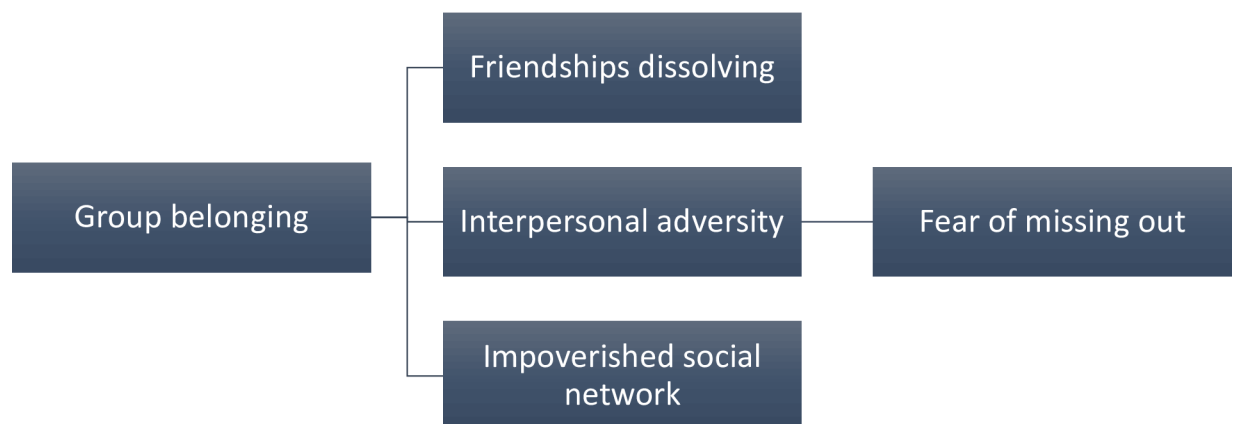 Friendships dissolving
Group belonging
Interpersonal adversity
Fear of missing out
Impoverished social
network